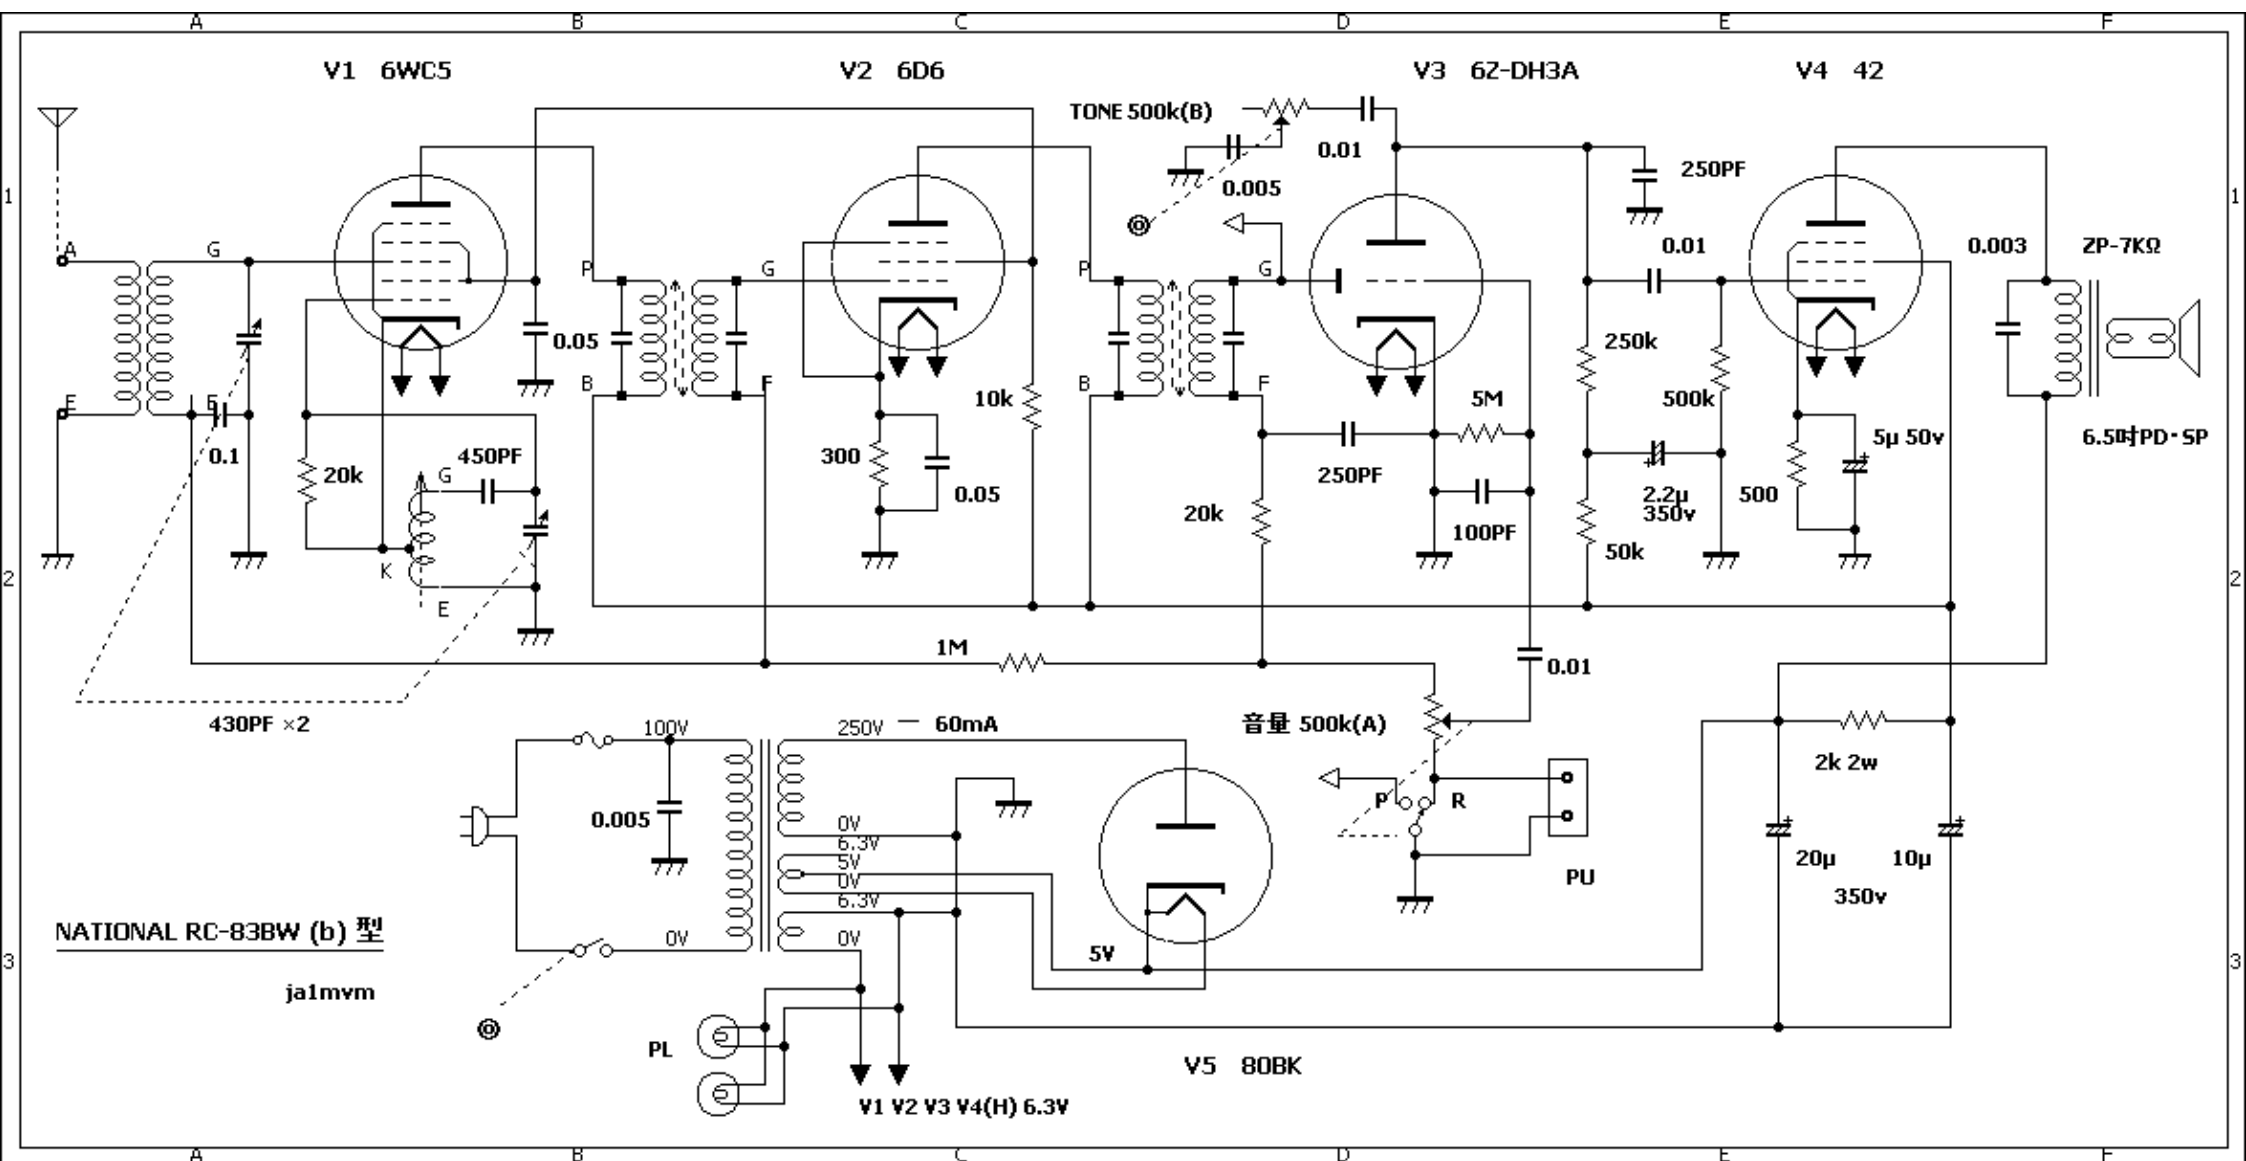 A B C D E F
V1 6WC5 V2 6D6 V3 6Z-DH3A V4 42
TONE 500k(B)
0.01
250PF
0.005
1 1
A G P G P G 0.01 0.003 ZP-7KΩ
0.05
250k
E E B F B F
10k 5M 500k
0.1 20k 450PF G 300 0.05 250PF 5μ 50v 6.5吋PD・SP
20k 100PF 2.2μ
350v 500
50k
K
E
2 2
1M 0.01
430PF ×2
100V 250V — 60mA 音量 500k(A)
2k 2w
0.005 P R
0V
6.3V
5V
0V
6.3V
20μ 10μ
350v
PU
NATIONAL RC-83BW (b) 型
0V 0V
5V
3 3
ja1mvm
PL
V5 80BK
V1 V2 V3 V4(H) 6.3V
A B C D E F